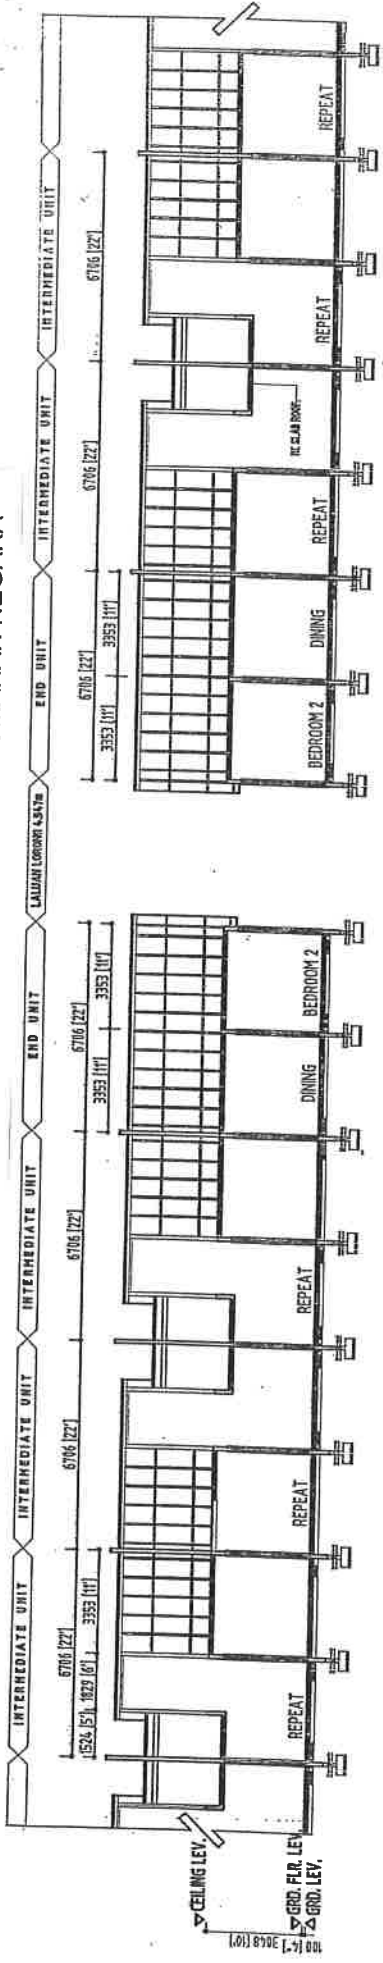 INTERMEDIATE UNIT
INTERMEDIATE UNIT
INTERMEDIATE UNIT
END UNIT
LALUAN LORONG 4.547m
END UNIT
INTERMEDIATE UNIT
INTERMEDIATE UNIT
6706 [22']
6706 [22']
6706 [22']
6706 [22']
6706 [22']
6706 [22']
6706 [22']
1524 [5']
1829 [6']
3353 [11']
3353 [11']
3353 [11']
3353 [11']
3353 [11']
CEILING LEV.
GRD. FLR. LEV.
GRD. LEV.
100 [4"]
3048 [10']
REPEAT
REPEAT
REPEAT
DINING
BEDROOM 2
BEDROOM 2
DINING
REPEAT
RC SLAB ROOF
REPEAT
REPEAT